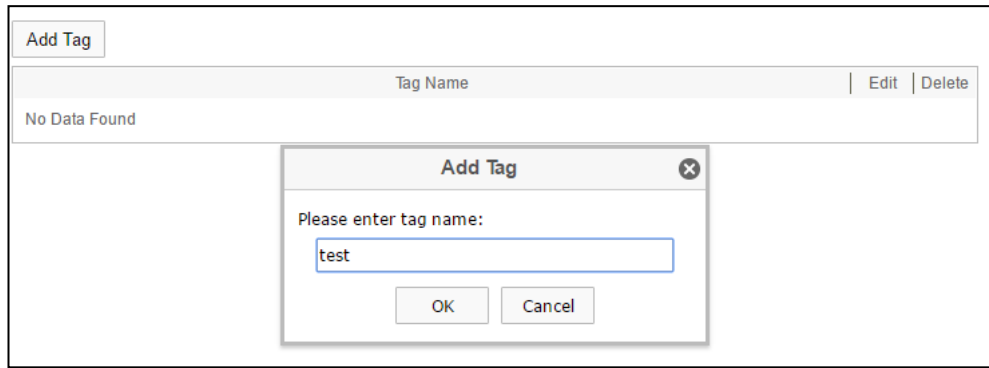 Add Tag
Tag Name Edit Delete
No Data Found
Add Tag
Please enter tag name:
test
OK Cancel